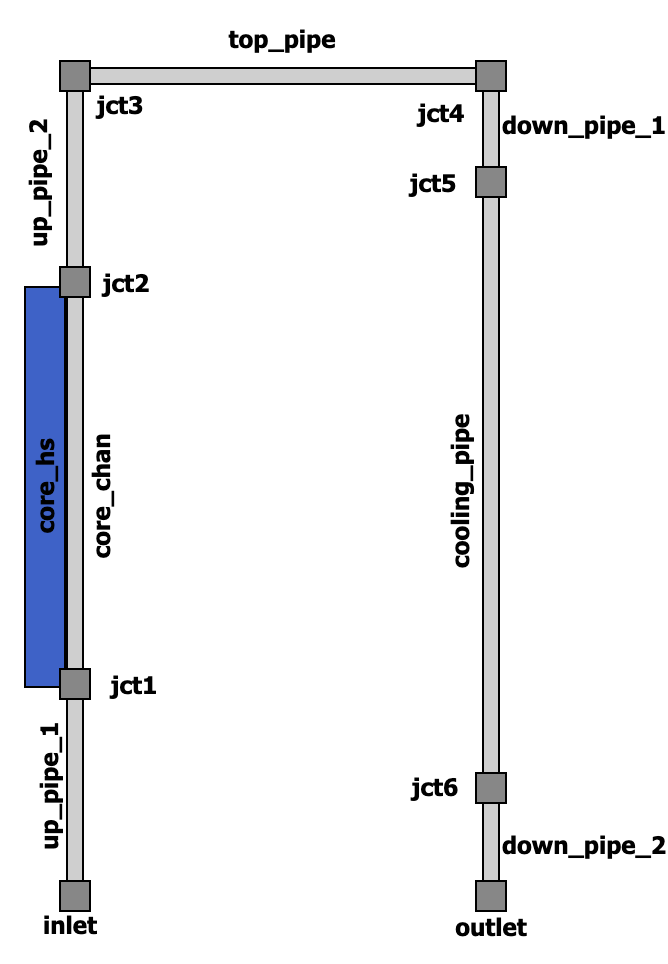 top_pipe
jct3
jct4
down_pipe_1
up_pipe_2
jct5
jct2
core_hs
core_chan
cooling_pipe
jct1
up_pipe_1
jct6
down_pipe_2
inlet
outlet